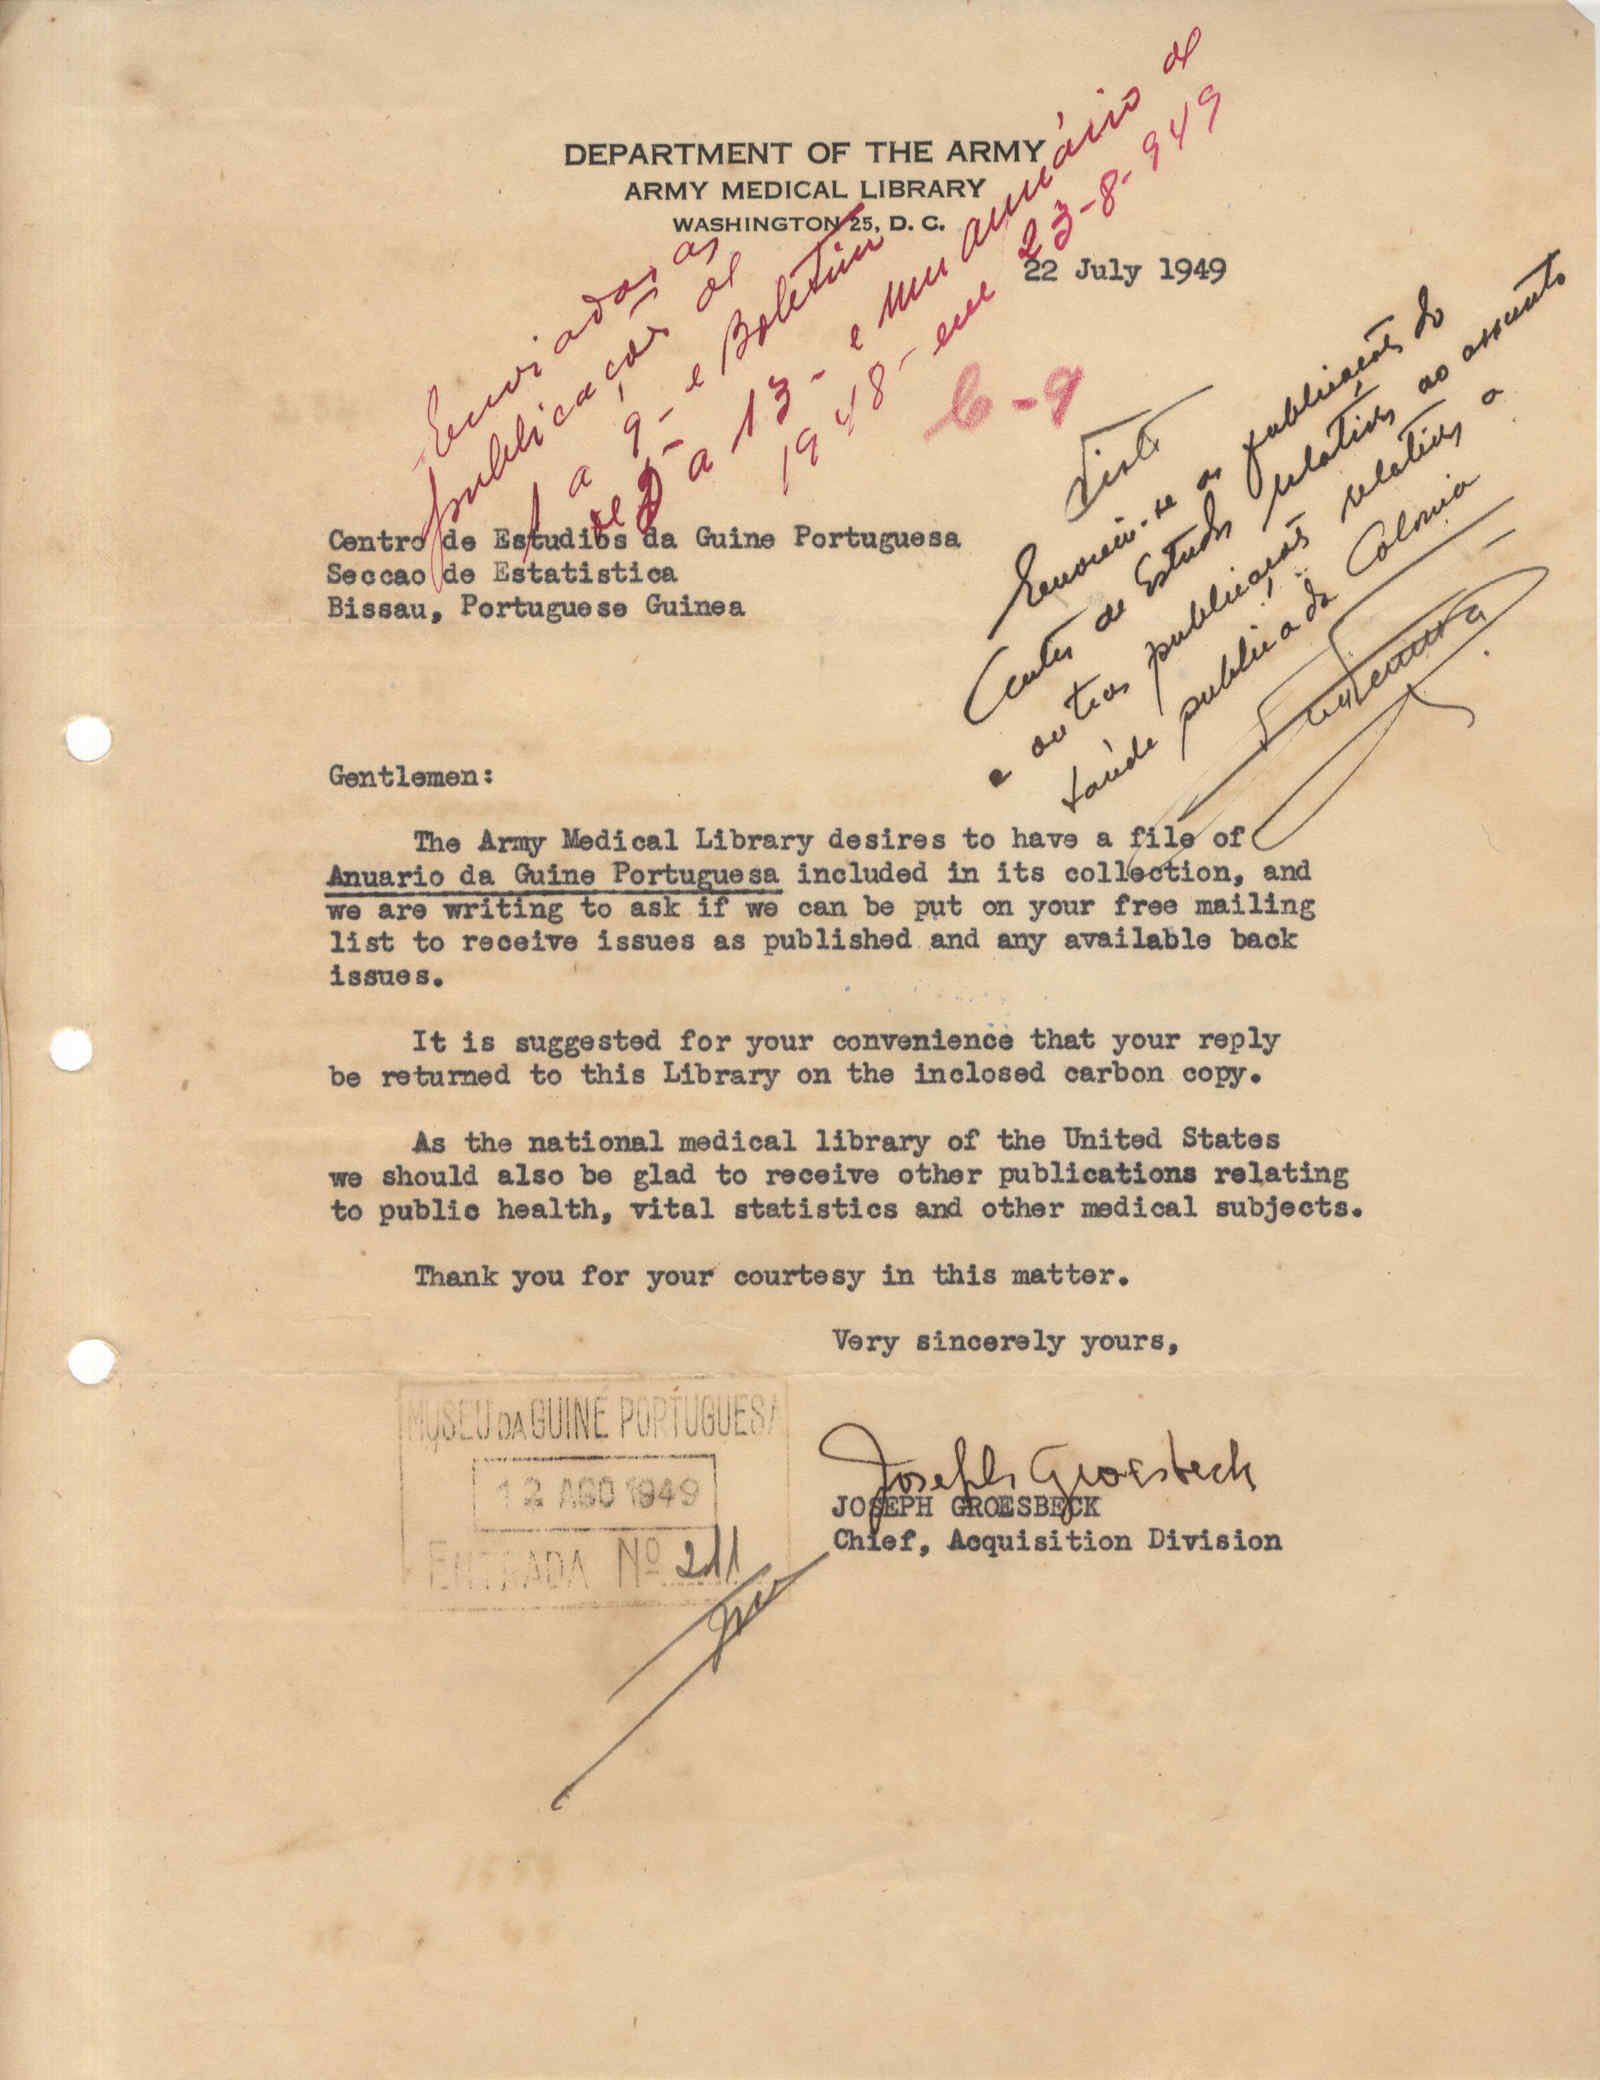 DEPARTMENT OF THE ARMY
ARMY MEDICAL LIBRARY
WASHINGTON 25, D. C.
22 July 1949
Enviadas as
publicações de
1 a 9- e Boletim
de 2 a 13- e um anuário de
1948- em 23-8-949
C-9
Visto
Enviem-se as publicações do
Centro de Estudos relativas ao assunto
e outras publicações relativas a
saúde publica da Colonia
Centro de Estudios da Guine Portuguesa
Seccao de Estatistica
Bissau, Portuguese Guinea
Gentlemen:
The Army Medical Library desires to have a file of
Anuario da Guine Portuguesa included in its collection, and
we are writing to ask if we can be put on your free mailing
list to receive issues as published and any available back
issues.
It is suggested for your convenience that your reply
be returned to this Library on the inclosed carbon copy.
As the national medical library of the United States
we should also be glad to receive other publications relating
to public health, vital statistics and other medical subjects.
Thank you for your courtesy in this matter.
Very sincerely yours,
Joseph Groesbeck
JOSEPH GROESBECK
Chief, Acquisition Division
MUSEU DA GUINÉ PORTUGUESA
12 AGO 1949
ENTRADA Nº 211